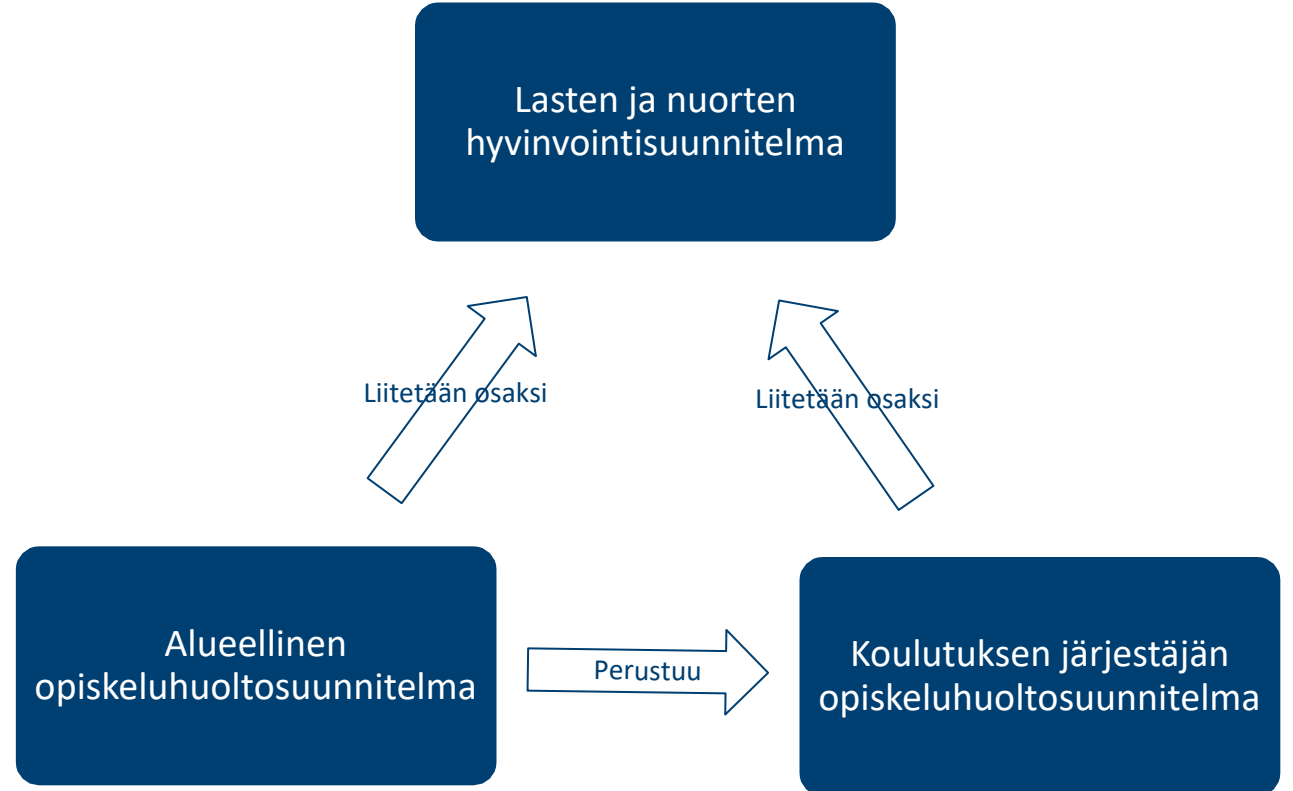 Lasten ja nuorten
hyvinvointisuunnitelma
Liitetään osaksi
Liitetään osaksi
Alueellinen
opiskeluhuoltosuunnitelma
Perustuu
Koulutuksen järjestäjän
opiskeluhuoltosuunnitelma